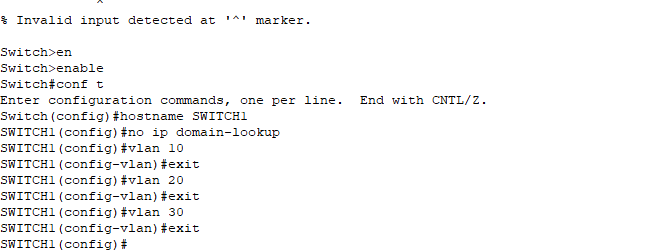 ^
% Invalid input detected at '^' marker.
Switch>en
Switch>enable
Switch#conf t
Enter configuration commands, one per line.  End with CNTL/Z.
Switch(config)#hostname SWITCH1
SWITCH1(config)#no ip domain-lookup
SWITCH1(config)#vlan 10
SWITCH1(config-vlan)#exit
SWITCH1(config)#vlan 20
SWITCH1(config-vlan)#exit
SWITCH1(config)#vlan 30
SWITCH1(config-vlan)#exit
SWITCH1(config)#